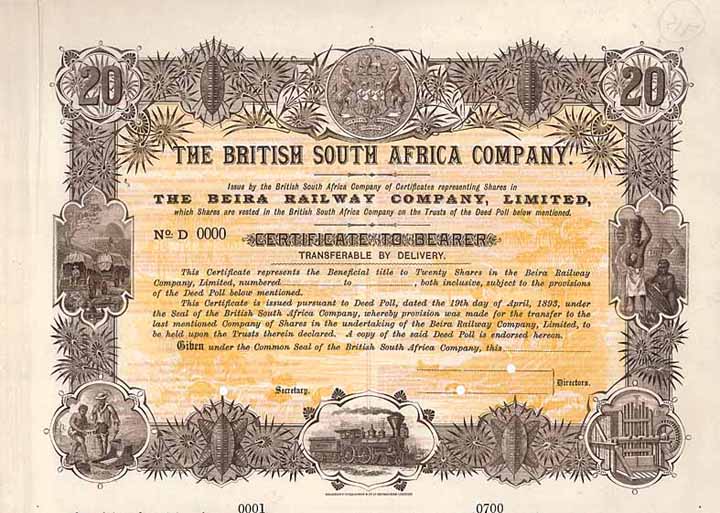 20
20
THE BRITISH SOUTH AFRICA COMPANY.
Issue by the British South Africa Company of Certificates representing Shares in
THE BEIRA RAILWAY COMPANY, LIMITED,
which Shares are vested in the British South Africa Company on the Trusts of the Deed Poll below mentioned.
No. D 0000
CERTIFICATE TO BEARER
TRANSFERABLE BY DELIVERY.
This Certificate represents the Beneficial title to Twenty Shares in the Beira Railway
Company, Limited, numbered to , both inclusive, subject to the provisions
of the Deed Poll below mentioned.
This Certificate is issued pursuant to Deed Poll, dated the 19th day of April, 1893, under
the Seal of the British South Africa Company, whereby provision was made for the transfer to the
last mentioned Company of Shares in the undertaking of the Beira Railway Company, Limited, to
be held upon the Trusts therein declared. A copy of the said Deed Poll is endorsed hereon.
Given under the Common Seal of the British South Africa Company, this
Secretary.
Directors.
0001
0700